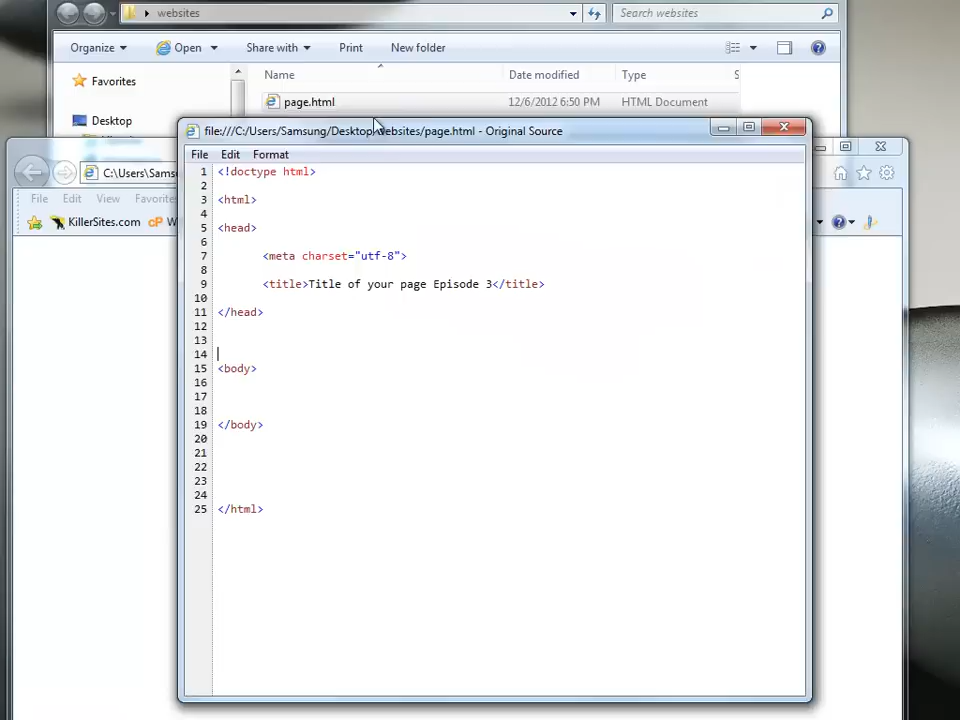 websites
Search websites
Organize
Open
Share with
Print
New folder
Favorites
Name
Date modified
Type
S
page.html
12/6/2012 6:50 PM
HTML Document
Desktop
file:///C:/Users/Samsung/Desktop/websites/page.html - Original Source
File Edit Format
C:\Users\Sams
File Edit View Favorites
KillerSites.com
cP W
1 <!doctype html>
2
3 <html>
4
5 <head>
6
7 <meta charset="utf-8">
8
9 <title>Title of your page Episode 3</title>
10
11 </head>
12
13
14
15 <body>
16
17
18
19 </body>
20
21
22
23
24
25 </html>